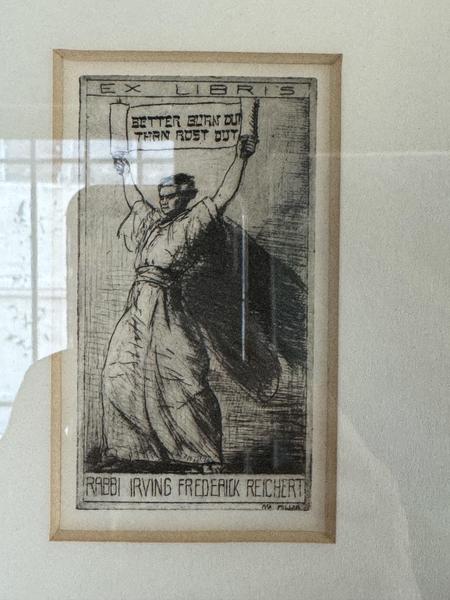 EX LIBRIS
BETTER BURN OUT
THAN RUST OUT
RABBI IRVING FREDERICK REICHERT